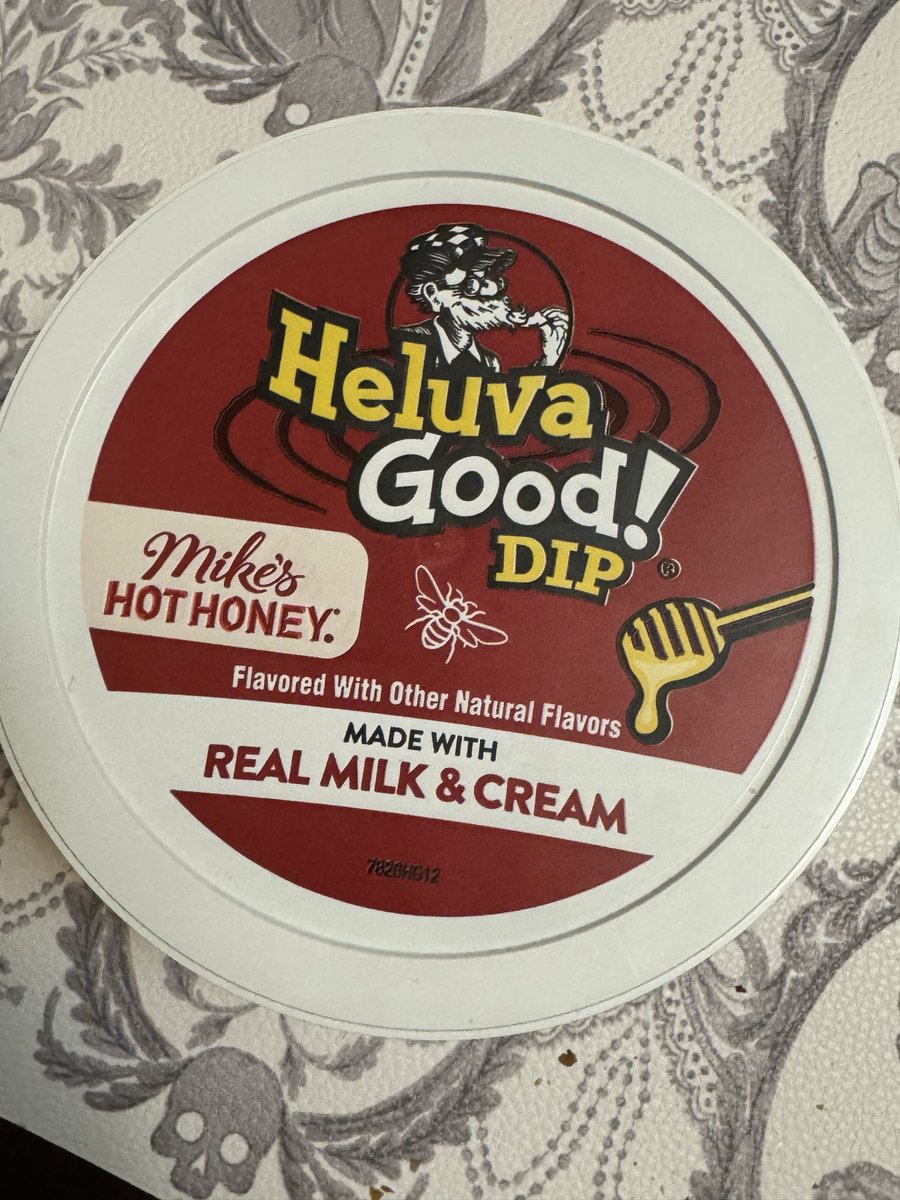 Heluva
Good!
DIP®
Mike's
HOT HONEY®
Flavored With Other Natural Flavors
MADE WITH
REAL MILK & CREAM
7828HG12